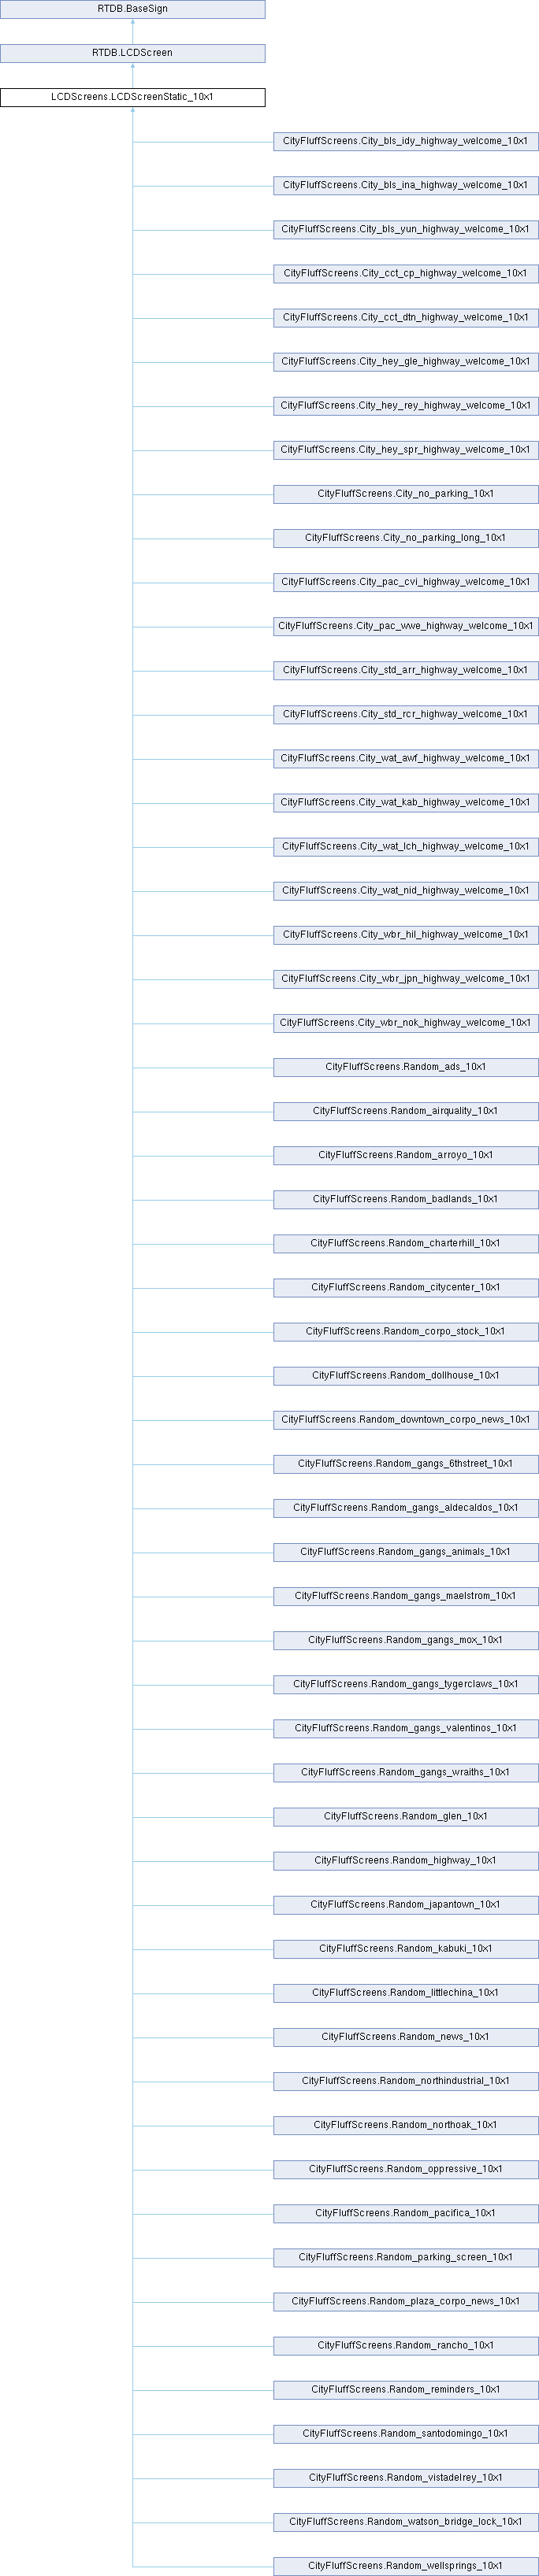 RTDB.BaseSign
RTDB.LCDScreen
LCDScreens.LCDScreenStatic_10x1
CityFluffScreens.City_bls_idy_highway_welcome_10x1
CityFluffScreens.City_bls_ina_highway_welcome_10x1
CityFluffScreens.City_bls_yun_highway_welcome_10x1
CityFluffScreens.City_cct_cp_highway_welcome_10x1
CityFluffScreens.City_cct_dtn_highway_welcome_10x1
CityFluffScreens.City_hey_gle_highway_welcome_10x1
CityFluffScreens.City_hey_rey_highway_welcome_10x1
CityFluffScreens.City_hey_spr_highway_welcome_10x1
CityFluffScreens.City_no_parking_10x1
CityFluffScreens.City_no_parking_long_10x1
CityFluffScreens.City_pac_cvi_highway_welcome_10x1
CityFluffScreens.City_pac_wwe_highway_welcome_10x1
CityFluffScreens.City_std_arr_highway_welcome_10x1
CityFluffScreens.City_std_rcr_highway_welcome_10x1
CityFluffScreens.City_wat_awf_highway_welcome_10x1
CityFluffScreens.City_wat_kab_highway_welcome_10x1
CityFluffScreens.City_wat_lch_highway_welcome_10x1
CityFluffScreens.City_wat_nid_highway_welcome_10x1
CityFluffScreens.City_wbr_hil_highway_welcome_10x1
CityFluffScreens.City_wbr_jpn_highway_welcome_10x1
CityFluffScreens.City_wbr_nok_highway_welcome_10x1
CityFluffScreens.Random_ads_10x1
CityFluffScreens.Random_airquality_10x1
CityFluffScreens.Random_arroyo_10x1
CityFluffScreens.Random_badlands_10x1
CityFluffScreens.Random_charterhill_10x1
CityFluffScreens.Random_citycenter_10x1
CityFluffScreens.Random_corpo_stock_10x1
CityFluffScreens.Random_dollhouse_10x1
CityFluffScreens.Random_downtown_corpo_news_10x1
CityFluffScreens.Random_gangs_6thstreet_10x1
CityFluffScreens.Random_gangs_aldecaldos_10x1
CityFluffScreens.Random_gangs_animals_10x1
CityFluffScreens.Random_gangs_maelstrom_10x1
CityFluffScreens.Random_gangs_mox_10x1
CityFluffScreens.Random_gangs_tygerclaws_10x1
CityFluffScreens.Random_gangs_valentinos_10x1
CityFluffScreens.Random_gangs_wraiths_10x1
CityFluffScreens.Random_glen_10x1
CityFluffScreens.Random_highway_10x1
CityFluffScreens.Random_japantown_10x1
CityFluffScreens.Random_kabuki_10x1
CityFluffScreens.Random_littlechina_10x1
CityFluffScreens.Random_news_10x1
CityFluffScreens.Random_northindustrial_10x1
CityFluffScreens.Random_northoak_10x1
CityFluffScreens.Random_oppressive_10x1
CityFluffScreens.Random_pacifica_10x1
CityFluffScreens.Random_parking_screen_10x1
CityFluffScreens.Random_plaza_corpo_news_10x1
CityFluffScreens.Random_rancho_10x1
CityFluffScreens.Random_reminders_10x1
CityFluffScreens.Random_santodomingo_10x1
CityFluffScreens.Random_vistadelrey_10x1
CityFluffScreens.Random_watson_bridge_lock_10x1
CityFluffScreens.Random_wellsprings_10x1